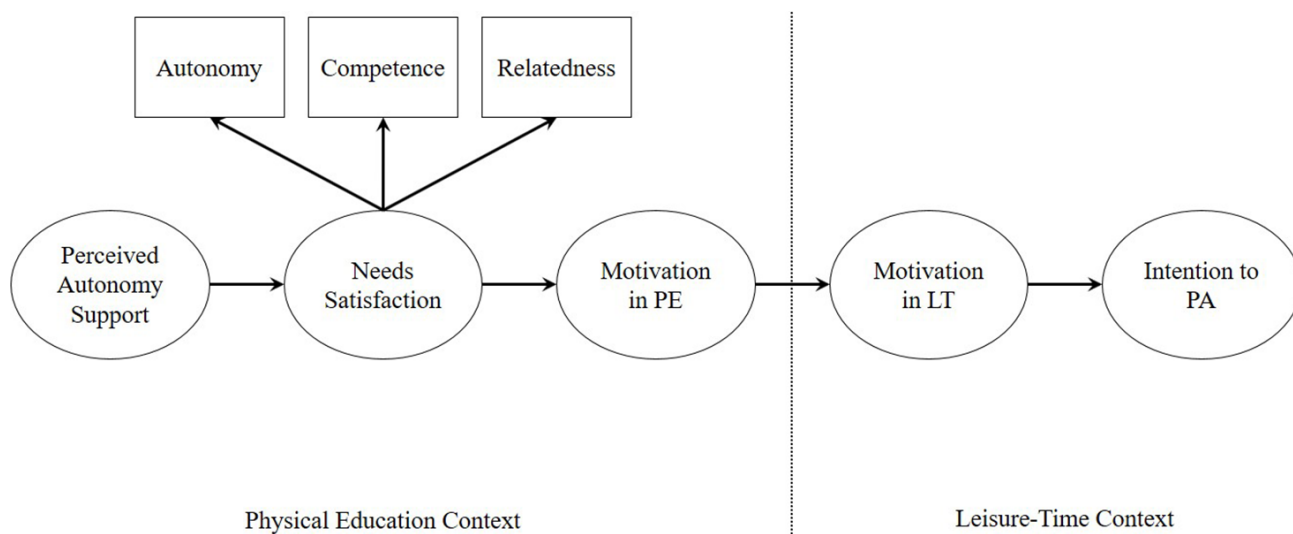 Autonomy
Competence
Relatedness
Perceived
Autonomy
Support
Needs
Satisfaction
Motivation
in PE
Motivation
in LT
Intention to
PA
Physical Education Context
Leisure-Time Context